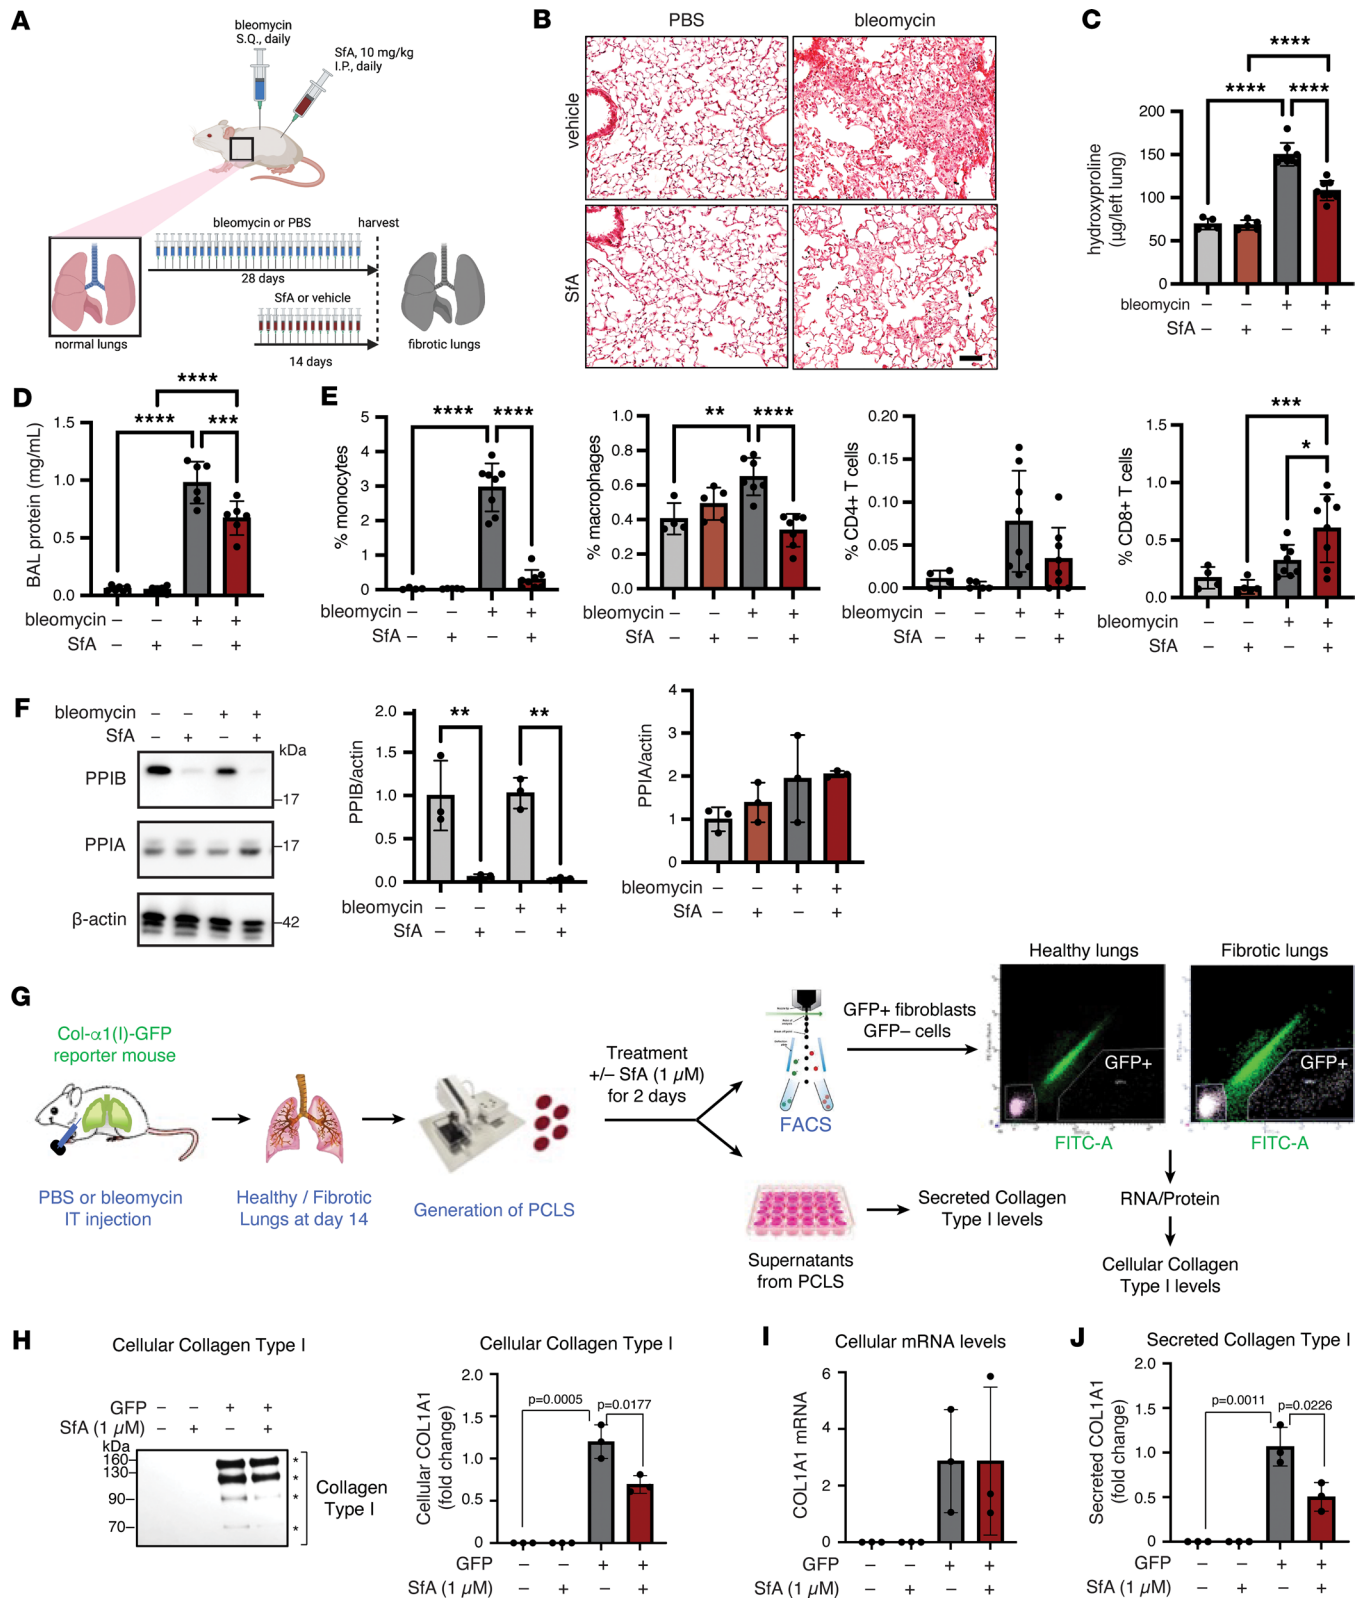 A
bleomycin
S.Q., daily
SfA, 10 mg/kg
I.P., daily
bleomycin or PBS
harvest
28 days
SfA or vehicle
14 days
normal lungs
fibrotic lungs
B
PBS
bleomycin
vehicle
SfA
C
****
**** ****
hydroxyproline
(µg/left lung)
200
150
100
50
0
bleomycin – – + +
SfA – + – +
D
****
**** ***
BAL protein (mg/mL)
1.5
1.0
0.5
0.0
bleomycin – – + +
SfA – + – +
E
**** ****
% monocytes
5
4
3
2
1
0
bleomycin – – + +
SfA – + – +
** ****
% macrophages
1.0
0.8
0.6
0.4
0.2
0.0
bleomycin – – + +
SfA – + – +
% CD4+ T cells
0.20
0.15
0.10
0.05
0.00
bleomycin – – + +
SfA – + – +
***
*
% CD8+ T cells
1.5
1.0
0.5
0.0
bleomycin – – + +
SfA – + – +
F
bleomycin – – + +
SfA – + – +
kDa
PPIB
–17
PPIA
–17
β-actin
–42
** **
PPIB/actin
2.0
1.5
1.0
0.5
0.0
bleomycin – – + +
SfA – + – +
PPIA/actin
4
3
2
1
0
bleomycin – – + +
SfA – + – +
G
Col-α1(I)-GFP
reporter mouse
PBS or bleomycin
IT injection
Healthy / Fibrotic
Lungs at day 14
Generation of PCLS
Treatment
+/– SfA (1 µM)
for 2 days
FACS
GFP+ fibroblasts
GFP– cells
Healthy lungs
GFP+
FITC-A
Fibrotic lungs
GFP+
FITC-A
Supernatants
from PCLS
Secreted Collagen
Type I levels
RNA/Protein
Cellular Collagen
Type I levels
H
Cellular Collagen Type I
GFP – – + +
SfA (1 µM) – + – +
kDa
160–
130–
90–
70–
*
*
*
*
Collagen
Type I
Cellular Collagen Type I
p=0.0005
p=0.0177
Cellular COL1A1
(fold change)
2.0
1.5
1.0
0.5
0
GFP – – + +
SfA (1 µM) – + – +
I
Cellular mRNA levels
COL1A1 mRNA
6
4
2
0
GFP – – + +
SfA (1 µM) – + – +
J
Secreted Collagen Type I
p=0.0011
p=0.0226
Secreted COL1A1
(fold change)
2.0
1.5
1.0
0.5
0
GFP – – + +
SfA (1 µM) – + – +